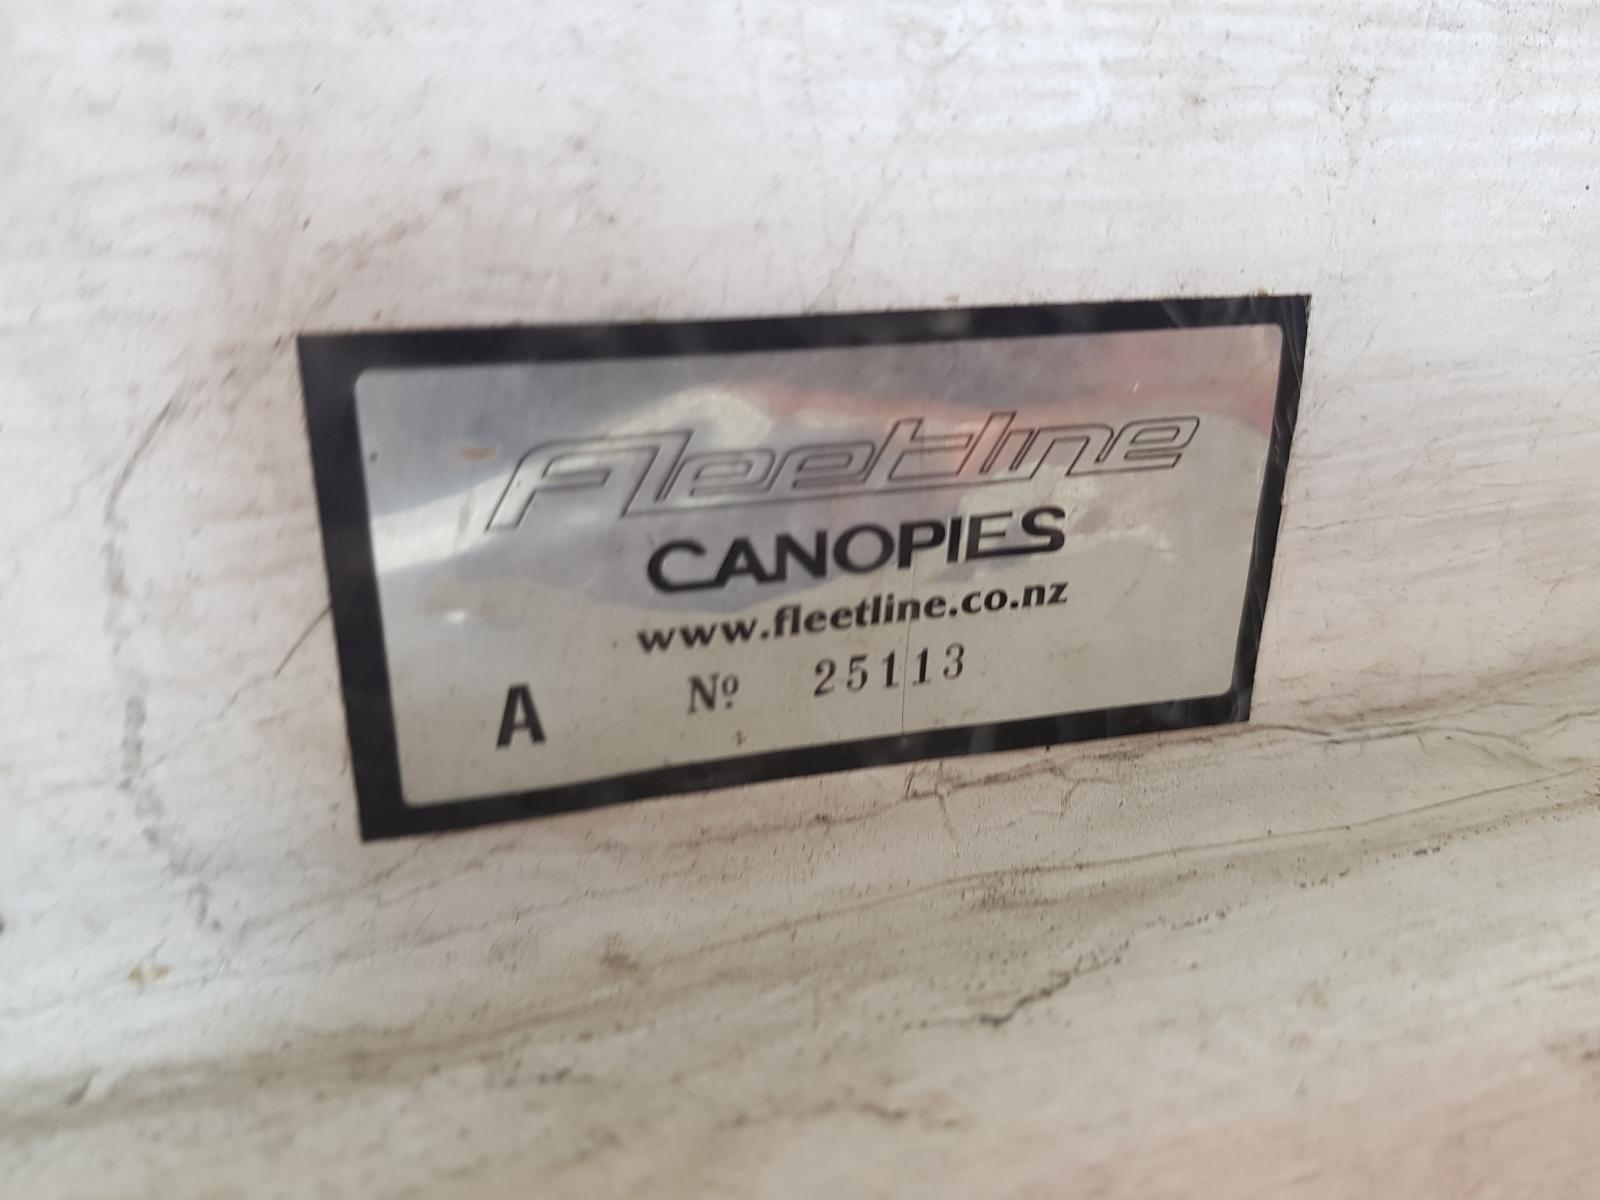 Fleetline
CANOPIES
www.fleetline.co.nz
A Nº 25113